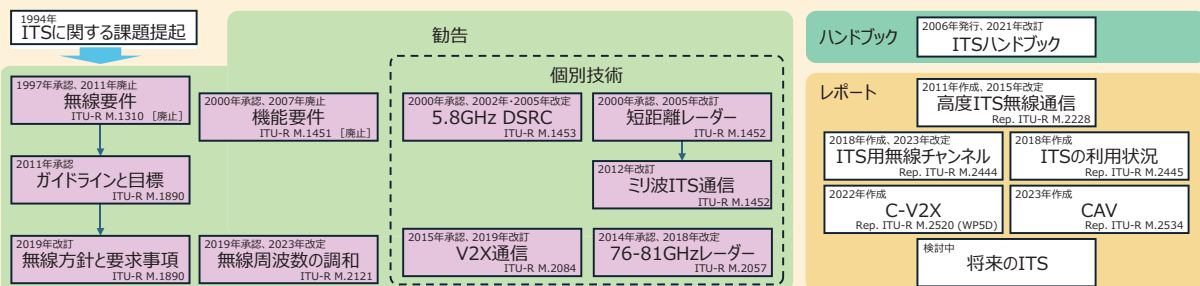 1994年
ITSに関する課題提起
勧告
1997年承認、2011年廃止
無線要件
ITU-R M.1310 [廃止]
2000年承認、2007年廃止
機能要件
ITU-R M.1451 [廃止]
2011年承認
ガイドラインと目標
ITU-R M.1890
2019年改訂
無線方針と要求事項
ITU-R M.1890
2019年承認、2023年改定
無線周波数の調和
ITU-R M.2121
個別技術
2000年承認、2002年・2005年改定
5.8GHz DSRC
ITU-R M.1453
2000年承認、2005年改訂
短距離レーダー
ITU-R M.1452
2012年改訂
ミリ波ITS通信
ITU-R M.1452
2015年承認、2019年改訂
V2X通信
ITU-R M.2084
2014年承認、2018年改定
76-81GHzレーダー
ITU-R M.2057
ハンドブック
2006年発行、2021年改訂
ITSハンドブック
レポート
2011年作成、2015年改訂
高度ITS無線通信
Rep. ITU-R M.2228
2018年作成、2023年改定
ITS用無線チャンネル
Rep. ITU-R M.2444
2018年作成
ITSの利用状況
Rep. ITU-R M.2445
2022年作成
C-V2X
Rep. ITU-R M.2520 (WP5D)
2023年作成
CAV
Rep. ITU-R M.2534
検討中
将来のITS